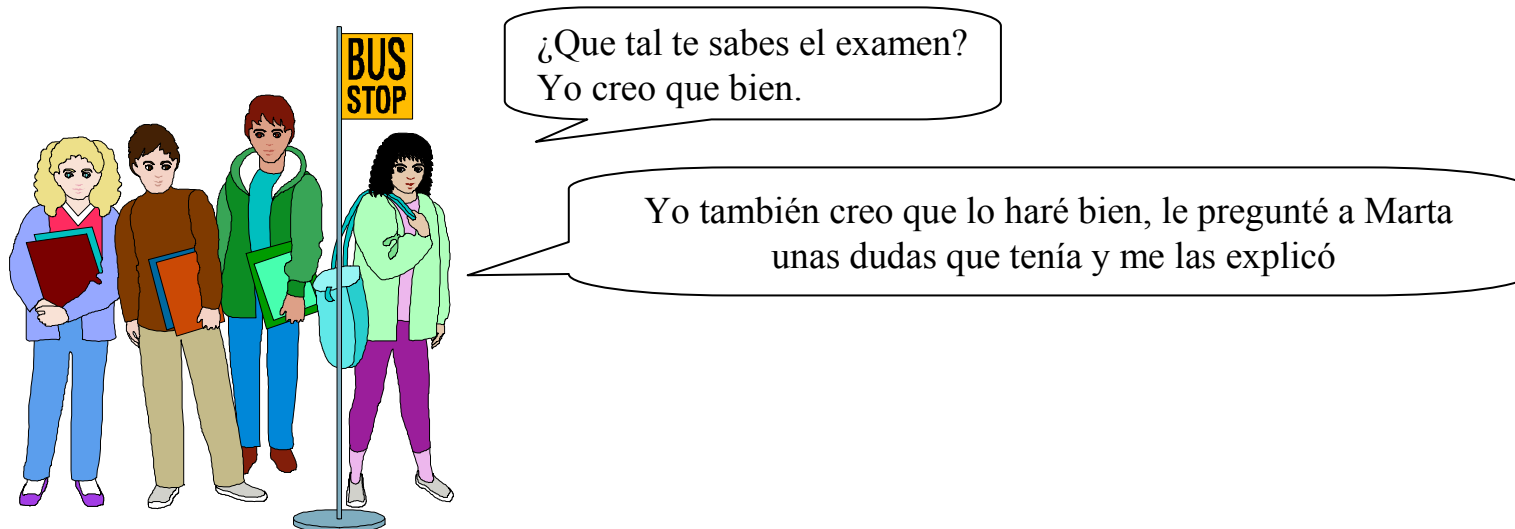 BUS
STOP
¿Que tal te sabes el examen?
Yo creo que bien.
Yo también creo que lo haré bien, le pregunté a Marta
unas dudas que tenía y me las explicó